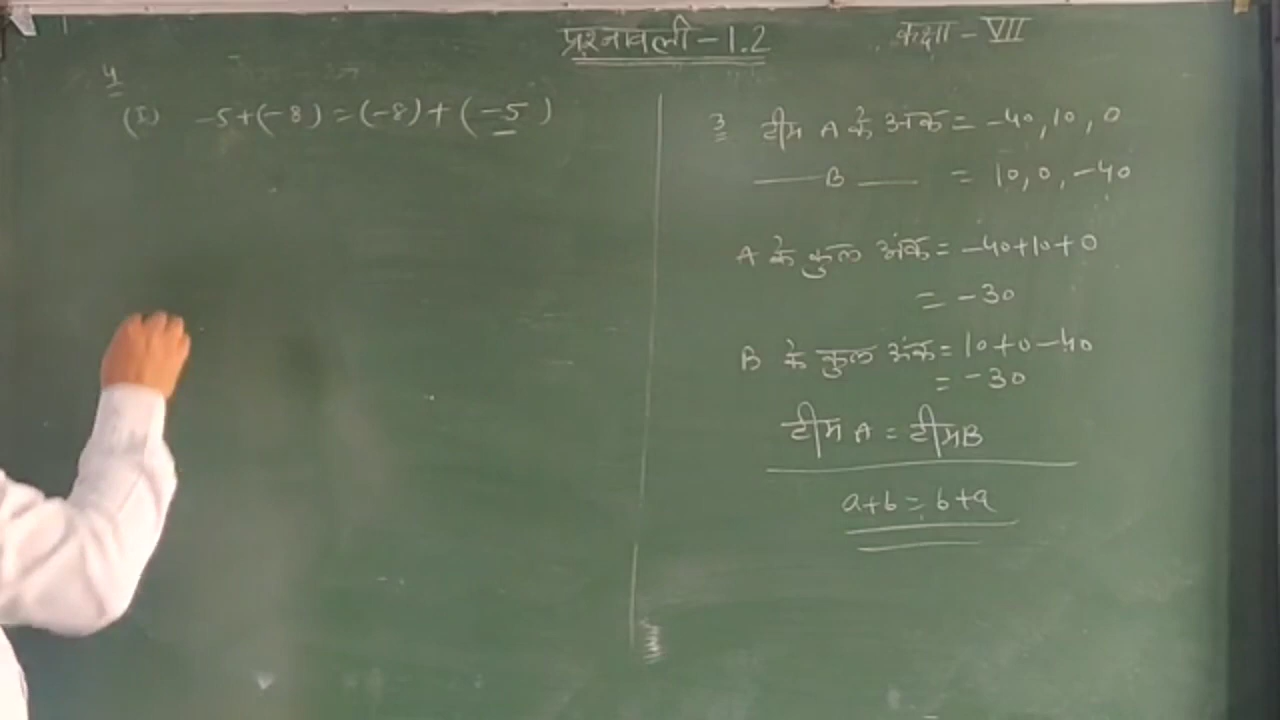 प्रश्नावली-1.2 कक्षा - VII
4
(i) -5+(-8) = (-8)+(-5)
3 टीम A के अंक = -40, 10, 0
—— B —— = 10, 0, -40
A के कुल अंक = -40+10+0
= -30
B के कुल अंक = 10+0-40
= -30
टीम A = टीम B
a+b = b+a